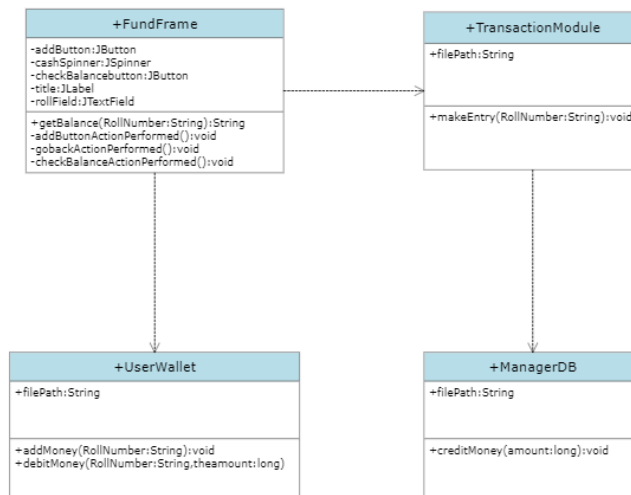 +FundFrame
-addButton:JButton
-cashSpinner:JSpinner
-checkBalancebutton:JButton
-title:JLabel
-rollField:JTextField
+getBalance(RollNumber:String):String
-addButtonActionPerformed():void
-gobackActionPerformed():void
-checkBalanceActionPerformed():void
+TransactionModule
+filePath:String
+makeEntry(RollNumber:String):void
+UserWallet
+filePath:String
+addMoney(RollNumber:String):void
+debitMoney(RollNumber:String,theamount:long)
+ManagerDB
+filePath:String
+creditMoney(amount:long):void